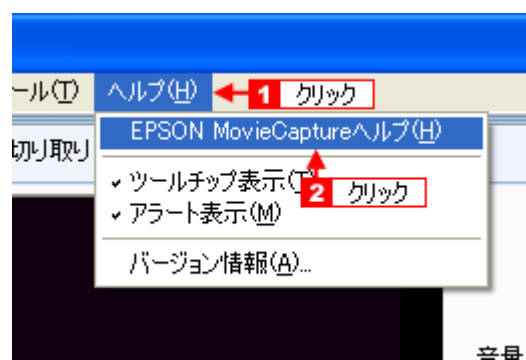 ール(T) ヘルプ(H) 1 クリック
切り取り
EPSON MovieCaptureヘルプ(H)
ツールチップ表示(T)
2 クリック
アラート表示(M)
バージョン情報(A)...
音量